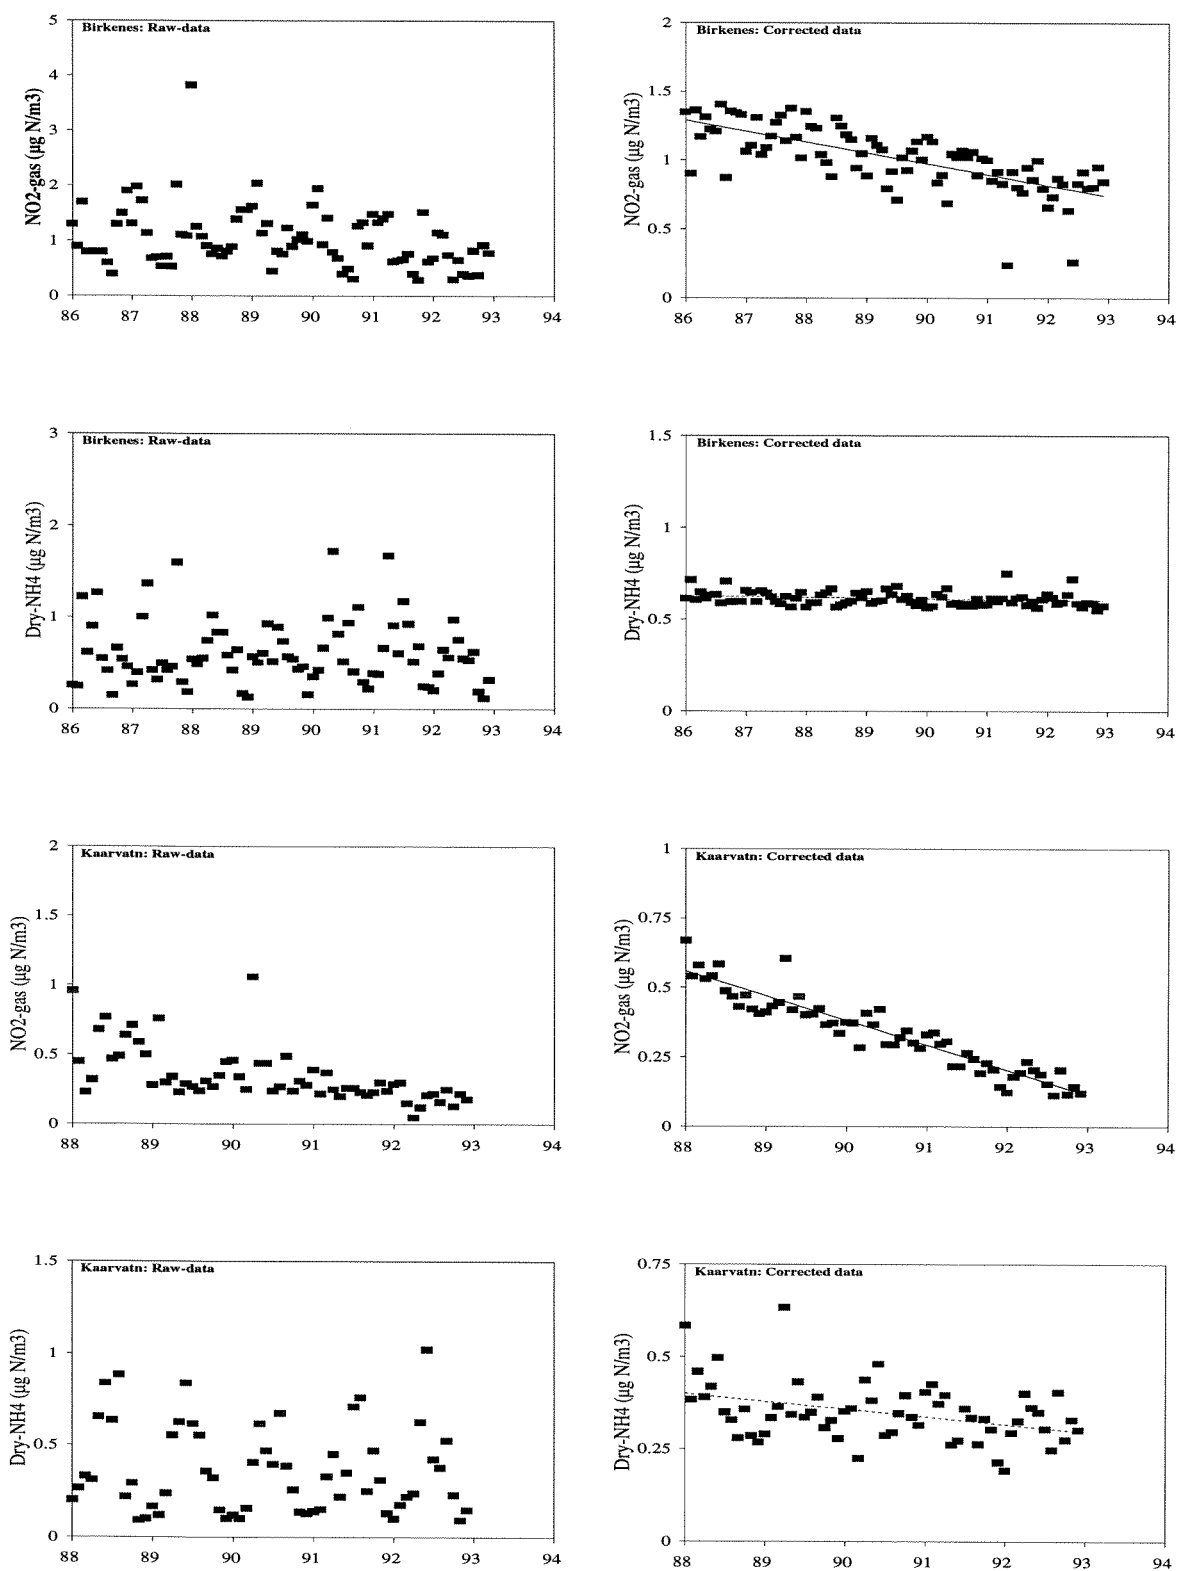 Birkenes: Raw-data
NO2-gas (µg N/m3)
5
4
3
2
1
0
86 87 88 89 90 91 92 93 94
Birkenes: Corrected data
NO2-gas (µg N/m3)
2
1.5
1
0.5
0
86 87 88 89 90 91 92 93 94
Birkenes: Raw-data
Dry-NH4 (µg N/m3)
3
2
1
0
86 87 88 89 90 91 92 93 94
Birkenes: Corrected data
Dry-NH4 (µg N/m3)
1.5
1
0.5
0
86 87 88 89 90 91 92 93 94
Kaarvatn: Raw-data
NO2-gas (µg N/m3)
2
1.5
1
0.5
0
88 89 90 91 92 93 94
Kaarvatn: Corrected data
NO2-gas (µg N/m3)
1
0.75
0.5
0.25
0
88 89 90 91 92 93 94
Kaarvatn: Raw-data
Dry-NH4 (µg N/m3)
1.5
1
0.5
0
88 89 90 91 92 93 94
Kaarvatn: Corrected data
Dry-NH4 (µg N/m3)
0.75
0.5
0.25
0
88 89 90 91 92 93 94